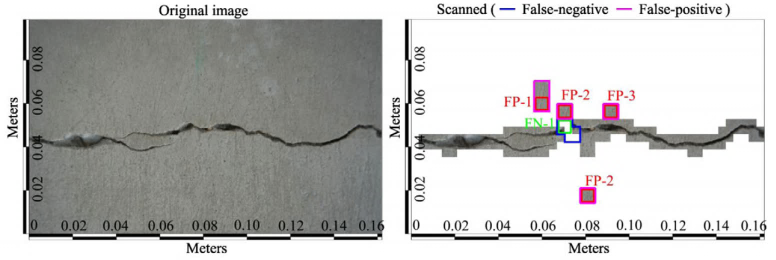 Original image
Scanned ( — False-negative — False-positive )
Meters
0.02 0.04 0.06 0.08
0 0.02 0.04 0.06 0.08 0.10 0.12 0.14 0.16
Meters
Meters
0.02 0.04 0.06 0.08
FP-1
FP-2
FP-3
FN-1
FP-2
0 0.02 0.04 0.06 0.08 0.10 0.12 0.14 0.16
Meters